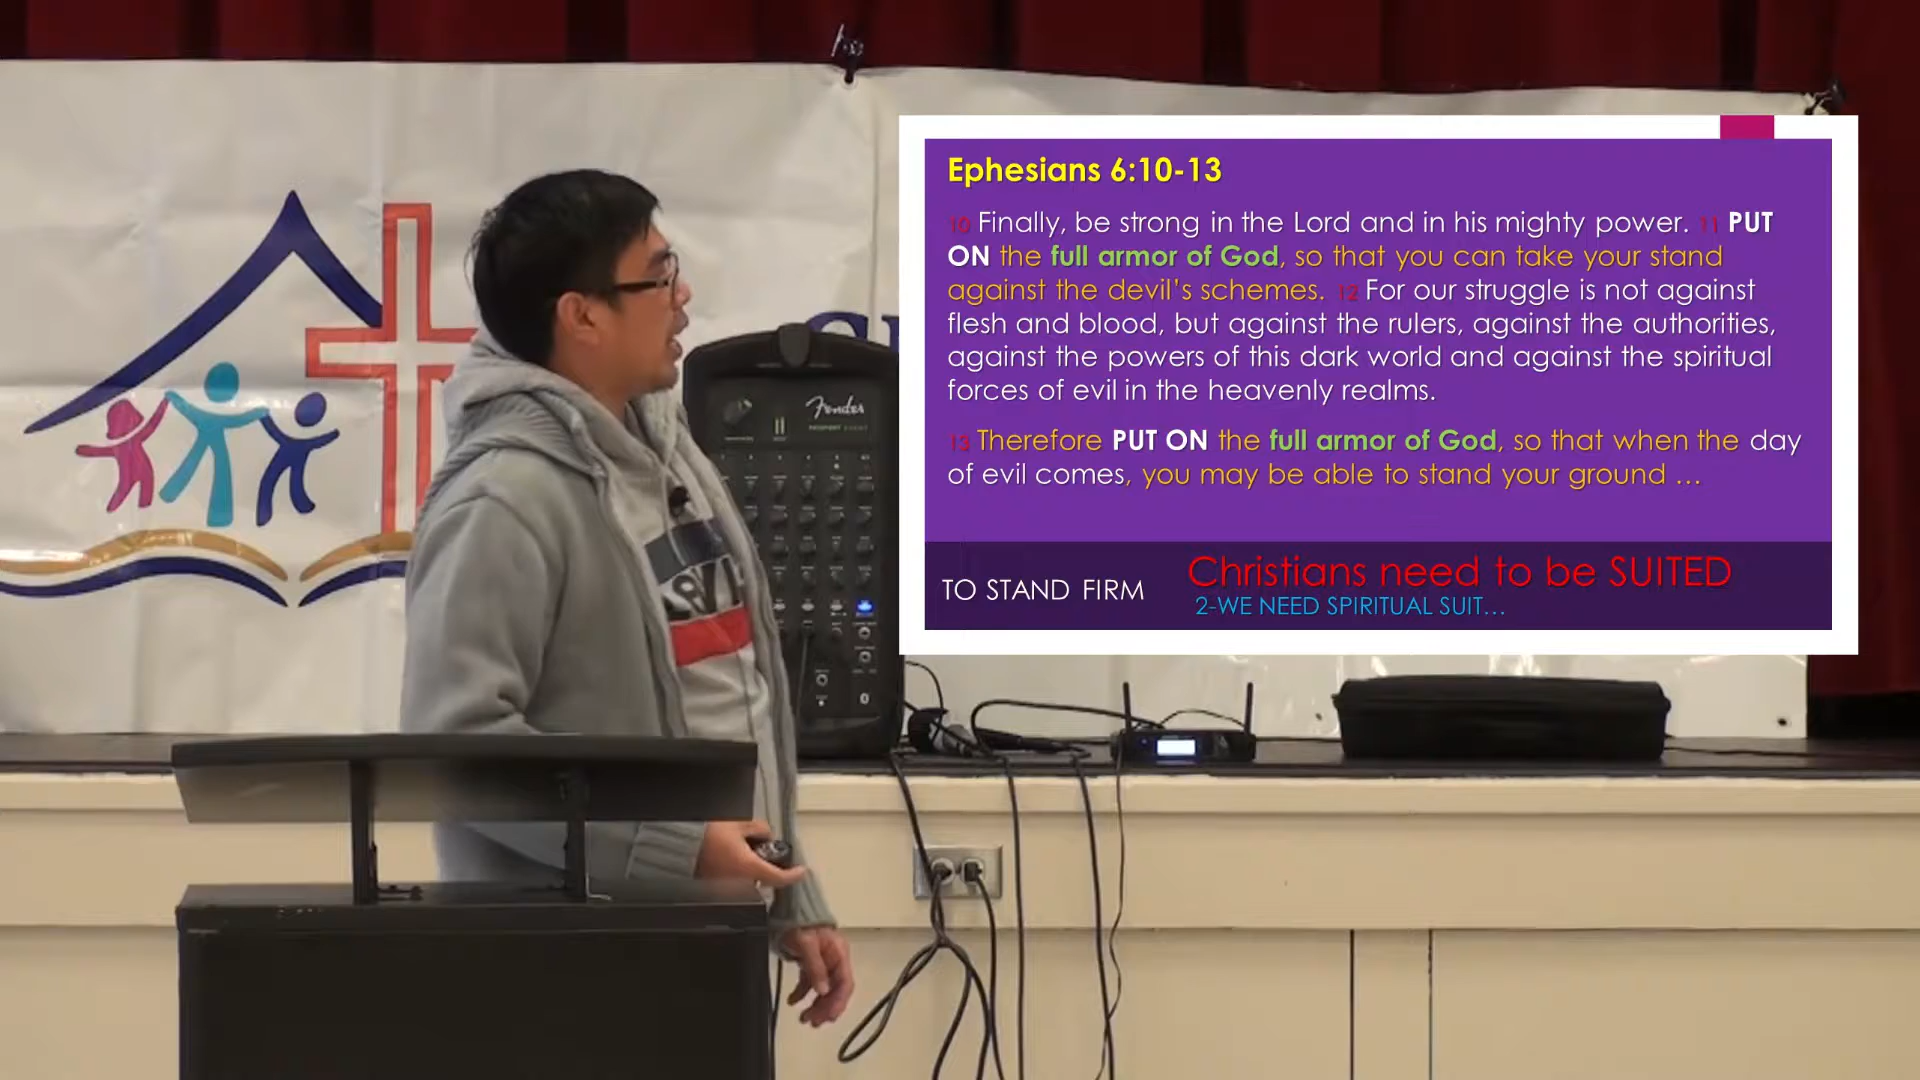 Ephesians 6:10-13
10 Finally, be strong in the Lord and in his mighty power. 11 PUT
ON the full armor of God, so that you can take your stand
against the devil's schemes. 12 For our struggle is not against
flesh and blood, but against the rulers, against the authorities,
against the powers of this dark world and against the spiritual
forces of evil in the heavenly realms.
13 Therefore PUT ON the full armor of God, so that when the day
of evil comes, you may be able to stand your ground ...
TO STAND FIRM
Christians need to be SUITED
2-WE NEED SPIRITUAL SUIT...
Fender